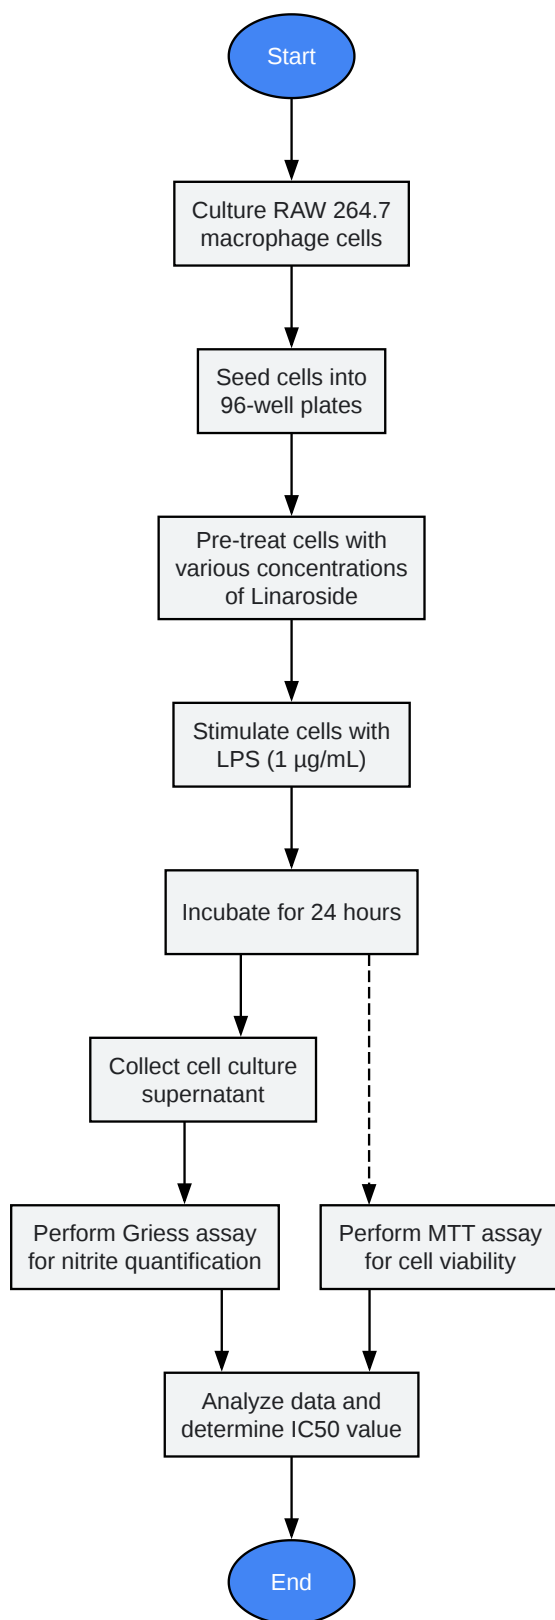 Start
Culture RAW 264.7
macrophage cells
Seed cells into
96-well plates
Pre-treat cells with
various concentrations
of Linaroside
Stimulate cells with
LPS (1 µg/mL)
Incubate for 24 hours
Collect cell culture
supernatant
Perform Griess assay
for nitrite quantification
Perform MTT assay
for cell viability
Analyze data and
determine IC50 value
End